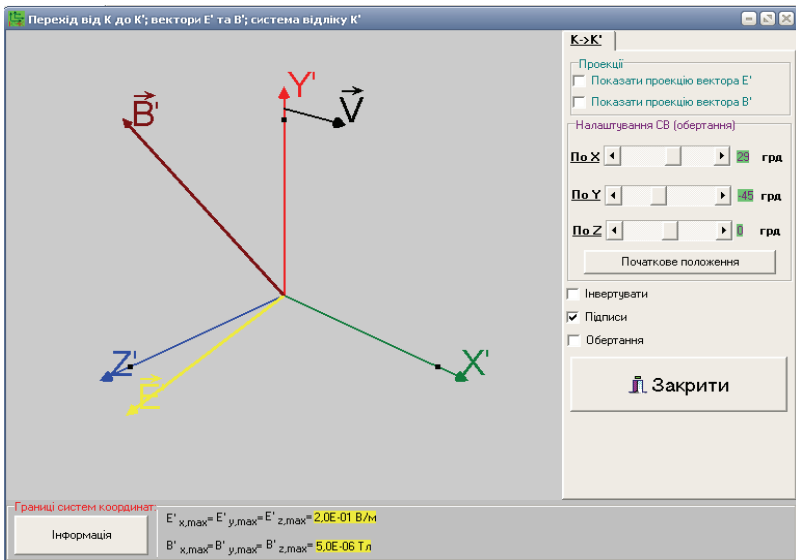 Перехід від К до К'; вектори Е' та В'; система відліку К'
K->K'
Проекції
Показати проекцію вектора E'
Показати проекцію вектора B'
Налаштування СВ (обертання)
По X 29 грд
По Y -45 грд
По Z 0 грд
Початкове положення
Інвертувати
Підписи
Обертання
Закрити
B'
Y'
V
Z'
E
X'
Границі систем координат:
Інформація
E' x,max= E' y,max= E' z,max= 2,0E-01 В/м
B' x,max= B' y,max= B' z,max= 5,0E-06 Тл